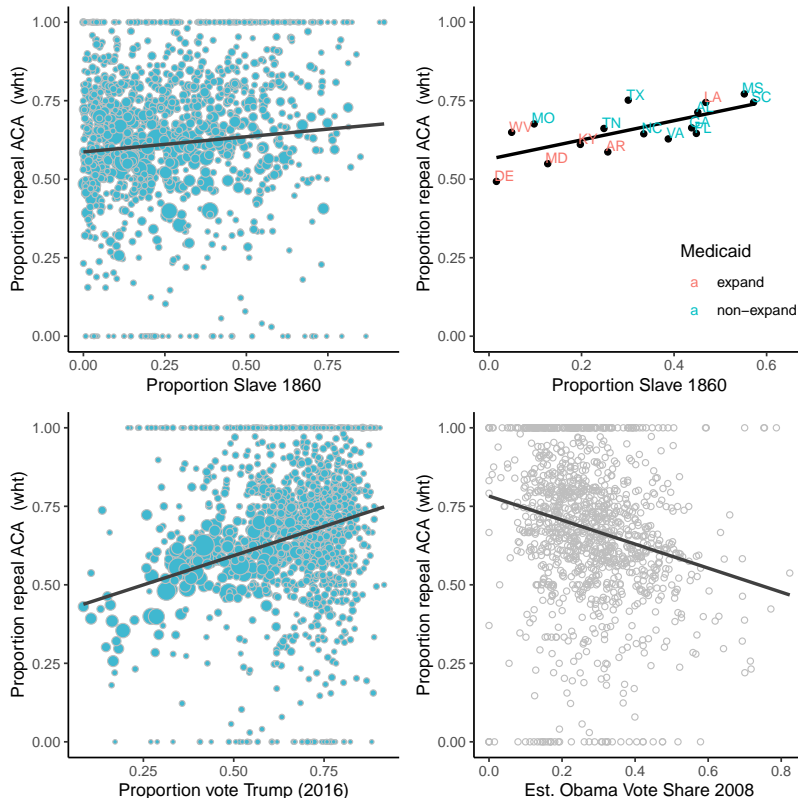 1.00
0.75
0.50
0.25
0.00
Proportion repeal ACA (wht)
0.00 0.25 0.50 0.75
Proportion Slave 1860
1.00
0.75
0.50
0.25
0.00
Proportion repeal ACA (wht)
MS
SC
LA
AL
TX
MO
WV
TN
GA
FL
NC
VA
KY
AR
MD
DE
Medicaid
a expand
a non−expand
0.0 0.2 0.4 0.6
Proportion Slave 1860
1.00
0.75
0.50
0.25
0.00
Proportion repeal ACA (wht)
0.25 0.50 0.75
Proportion vote Trump (2016)
1.00
0.75
0.50
0.25
0.00
Proportion repeal ACA (wht)
0.0 0.2 0.4 0.6 0.8
Est. Obama Vote Share 2008